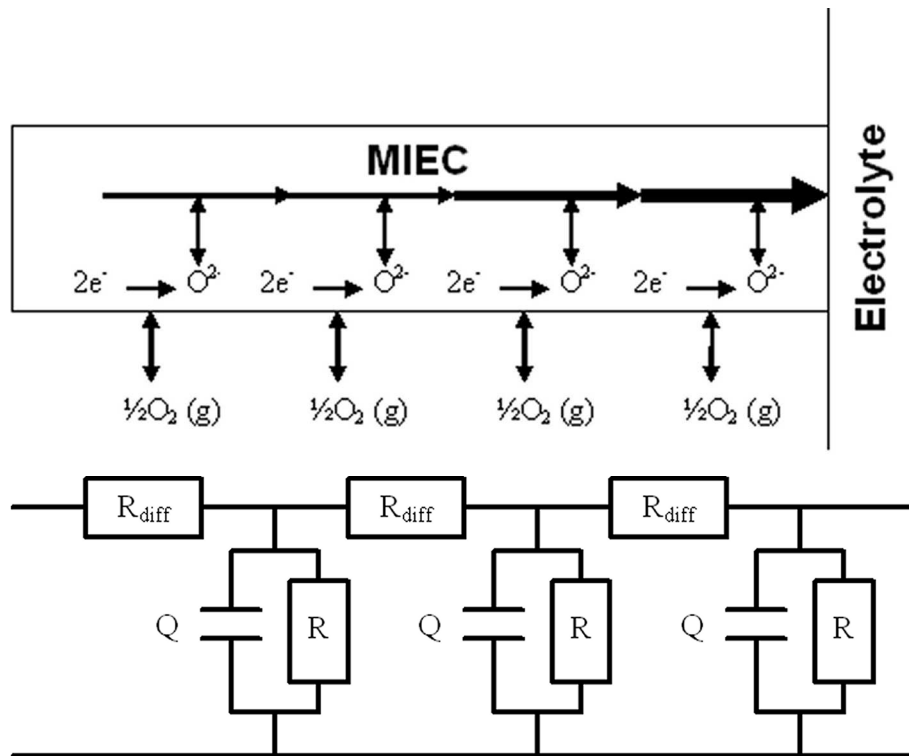 MIEC
Electrolyte
2e⁻ O²⁻ 2e⁻ O²⁻ 2e⁻ O²⁻ 2e⁻ O²⁻
½O₂ (g) ½O₂ (g) ½O₂ (g) ½O₂ (g)
R_diff R_diff R_diff
Q R Q R Q R